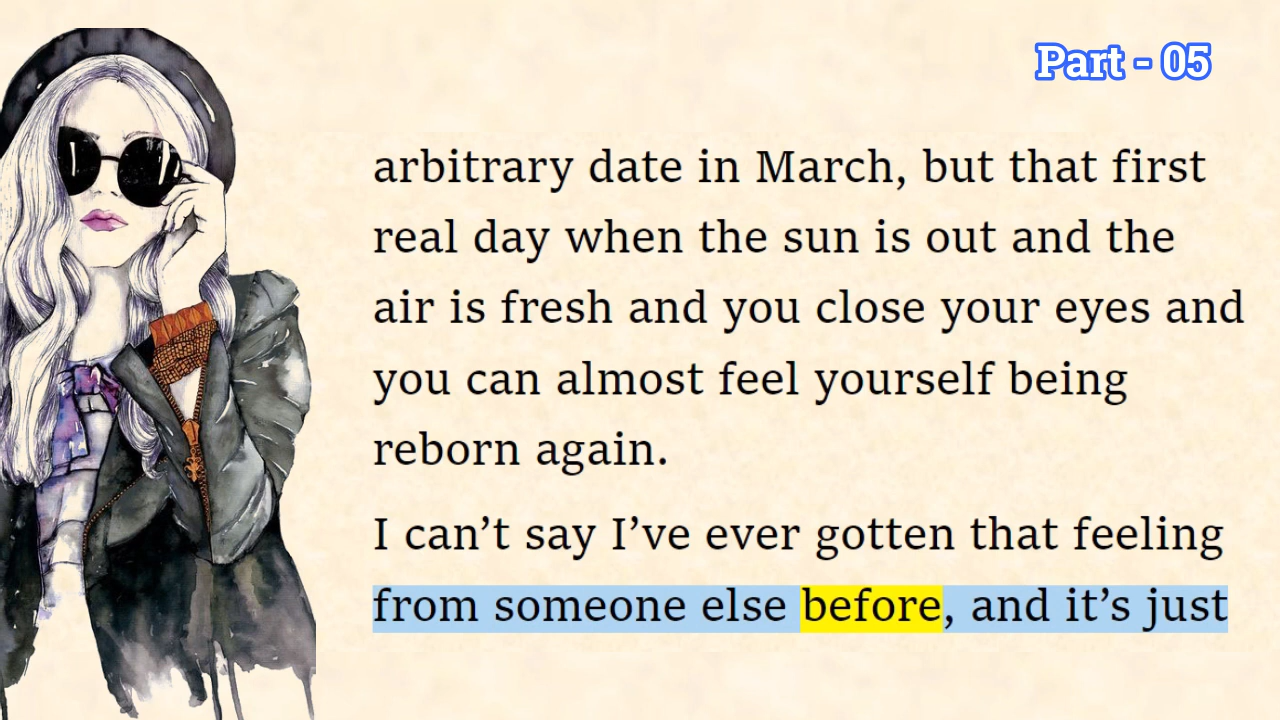 Part - 05
arbitrary date in March, but that first
real day when the sun is out and the
air is fresh and you close your eyes and
you can almost feel yourself being
reborn again.
I can’t say I’ve ever gotten that feeling
from someone else before, and it’s just